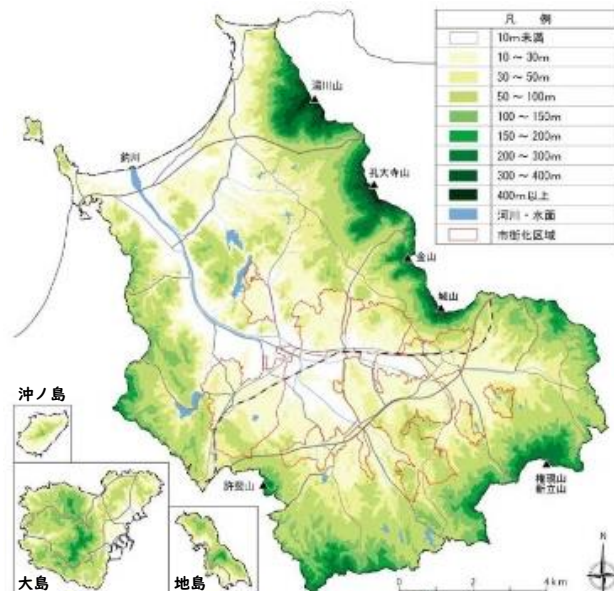 凡 例
10m未満
10 ～ 30m
30 ～ 50m
50 ～ 100m
100 ～ 150m
150 ～ 200m
200 ～ 300m
300 ～ 400m
400m以上
河川・水面
市街化区域
湯川山
釣川
孔大寺山
金山
城山
沖ノ島
許斐山
権現山
新立山
大島
地島
N
0 2 4km